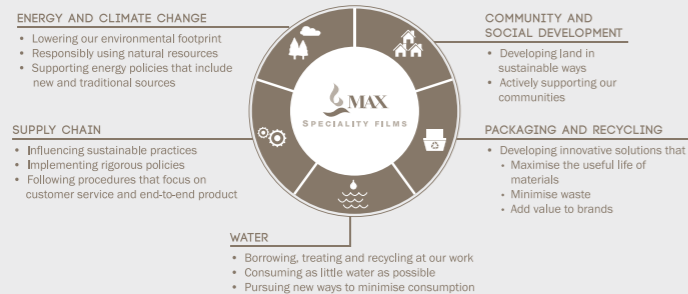 ENERGY AND CLIMATE CHANGE
• Lowering our environmental footprint
• Responsibly using natural resources
• Supporting energy policies that include
new and traditional sources
COMMUNITY AND
SOCIAL DEVELOPMENT
• Developing land in
sustainable ways
• Actively supporting our
communities
MAX
SPECIALITY FILMS
SUPPLY CHAIN
• Influencing sustainable practices
• Implementing rigorous policies
• Following procedures that focus on
customer service and end-to-end product
PACKAGING AND RECYCLING
• Developing innovative solutions that
• Maximise the useful life of
materials
• Minimise waste
• Add value to brands
WATER
• Borrowing, treating and recycling at our work
• Consuming as little water as possible
• Pursuing new ways to minimise consumption